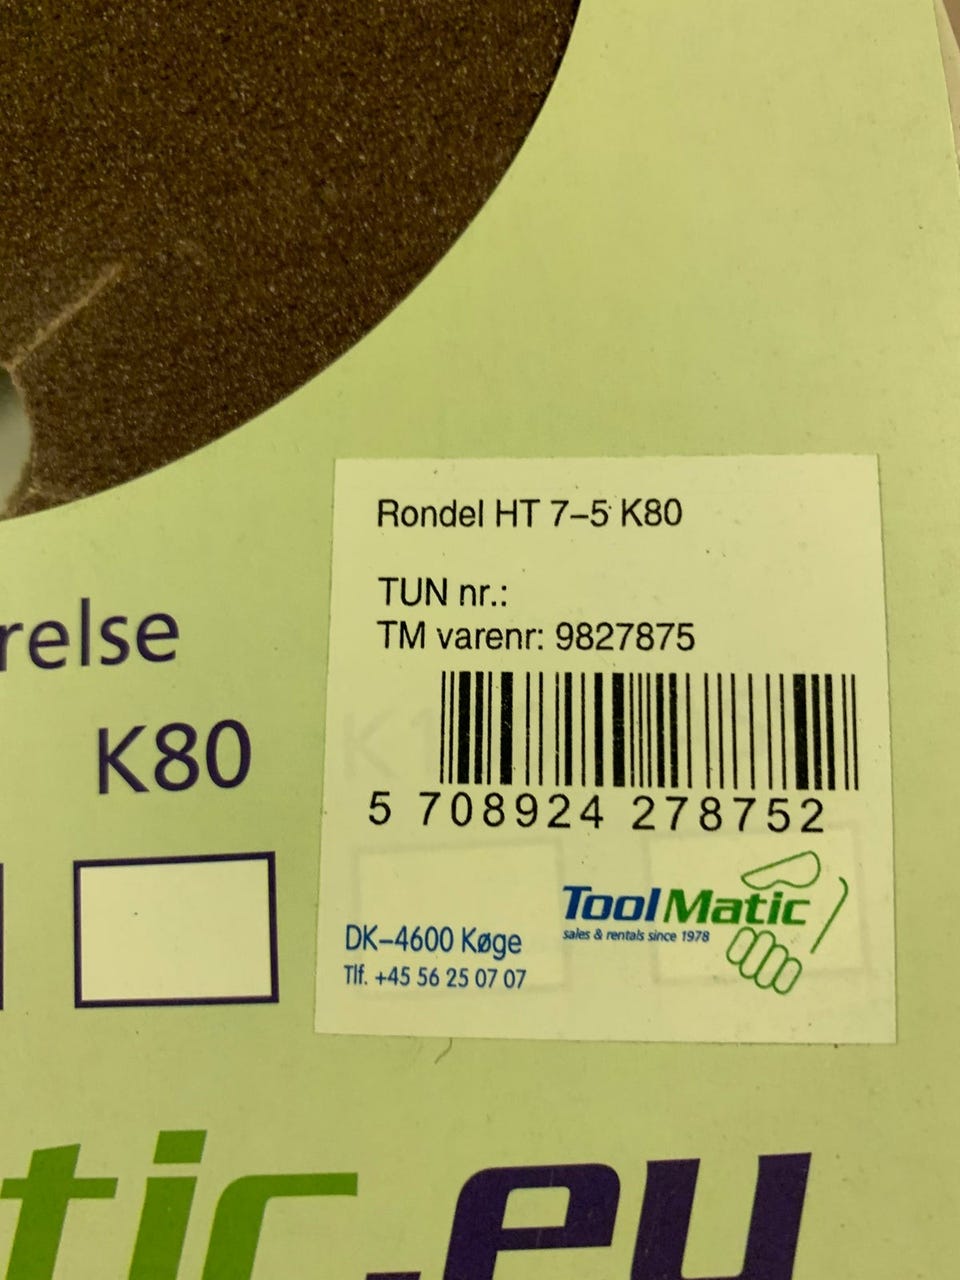 Rondel HT 7-5 K80
TUN nr.:
TM varenr: 9827875
relse
K80
K1
5 708924 278752
ToolMatic
sales & rentals since 1978
DK-4600 Køge
Tlf. +45 56 25 07 07
tic.eu